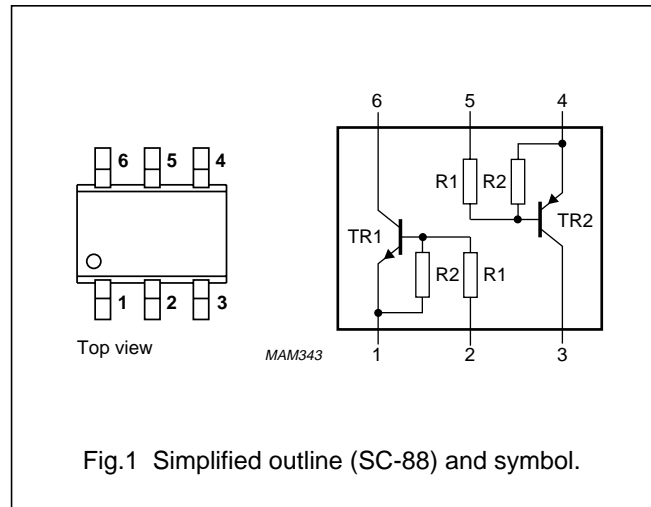 6 5 4
1 2 3
Top view
6 5 4
R1 R2
TR2
TR1
R2 R1
MAM343
1 2 3
Fig.1 Simplified outline (SC-88) and symbol.